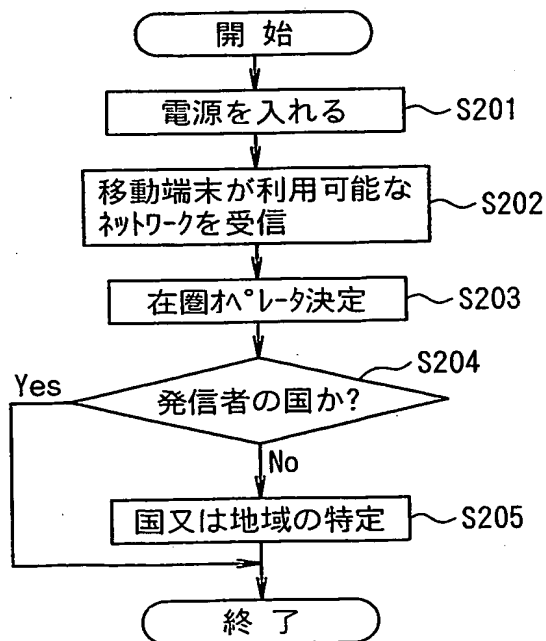 開 始
電源を入れる
S201
移動端末が利用可能な
ネットワークを受信
S202
在圏オペレータ決定
S203
S204
Yes
発信者の国か?
No
国又は地域の特定
S205
終 了